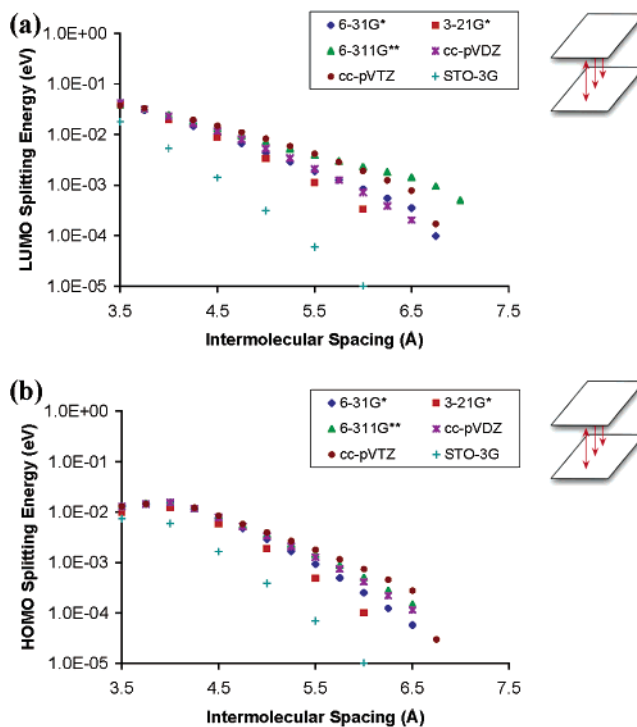 (a)
6-31G* 3-21G*
6-311G** cc-pVDZ
cc-pVTZ STO-3G
LUMO Splitting Energy (eV)
1.0E+00
1.0E-01
1.0E-02
1.0E-03
1.0E-04
1.0E-05
3.5 4.5 5.5 6.5 7.5
Intermolecular Spacing (Å)
(b)
6-31G* 3-21G*
6-311G** cc-pVDZ
cc-pVTZ STO-3G
HOMO Splitting Energy (eV)
1.0E+00
1.0E-01
1.0E-02
1.0E-03
1.0E-04
1.0E-05
3.5 4.5 5.5 6.5 7.5
Intermolecular Spacing (Å)